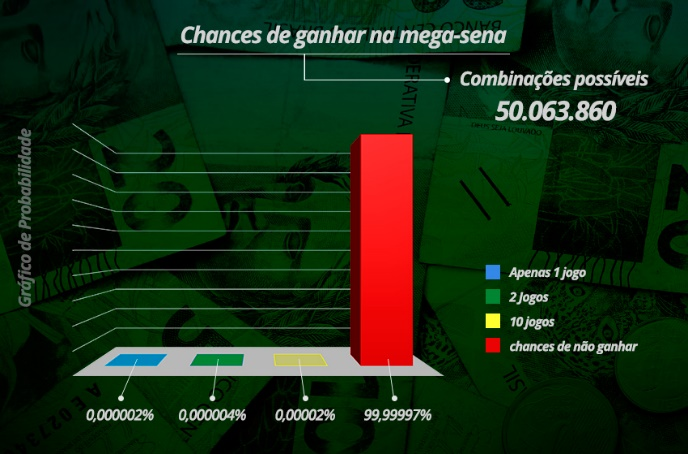 Chances de ganhar na mega-sena
Combinações possíveis
50.063.860
Gráfico de Probabilidade
Apenas 1 jogo
2 Jogos
10 jogos
chances de não ganhar
0,000002%
0,000004%
0,00002%
99,99997%